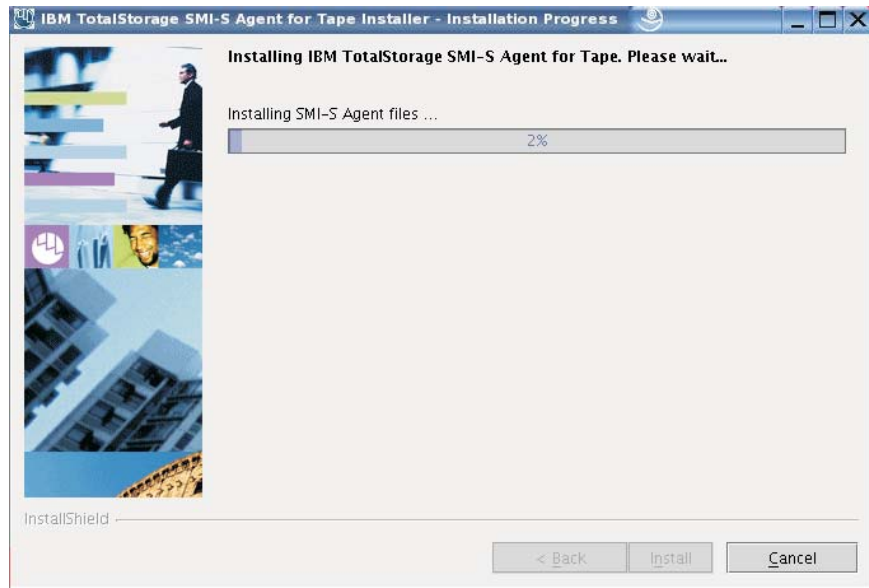 IBM TotalStorage SMI-S Agent for Tape Installer - Installation Progress
Installing IBM TotalStorage SMI-S Agent for Tape. Please wait...
Installing SMI-S Agent files ...
2%
InstallShield
< Back
Install
Cancel